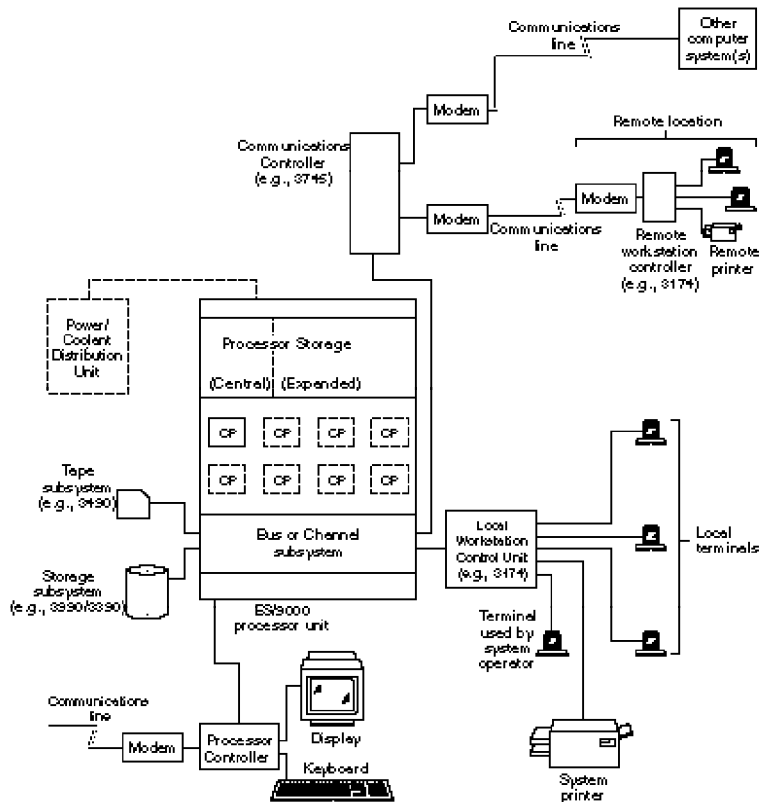 Communications
line
Other
computer
system(s)
Modem
Remote location
Communications
Controller
(e.g., 3745)
Modem
Modem
Communications
line
Remote
workstation
controller
(e.g., 3174)
Remote
printer
Power/
Coolant
Distribution
Unit
Processor Storage
(Central)
(Expanded)
CP
CP
CP
CP
CP
CP
CP
CP
Tape
subsystem
(e.g., 3490)
Bus or Channel
subsystem
Local
Workstation
Control Unit
(e.g., 3174)
Local
terminals
Storage
subsystem
(e.g., 3990/3390)
ES/9000
processor unit
Terminal
used by
system
operator
Communications
line
Modem
Processor
Controller
Display
Keyboard
System
printer